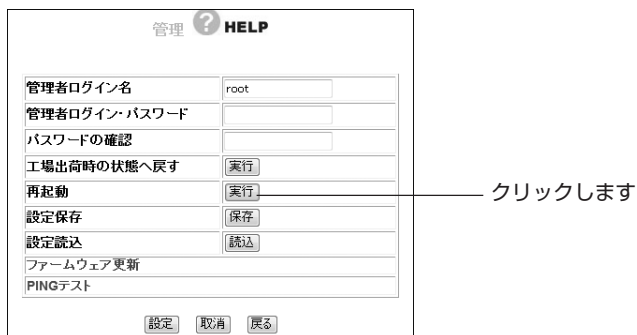 管理 ? HELP
管理者ログイン名 root
管理者ログイン・パスワード
パスワードの確認
工場出荷時の状態へ戻す 実行
再起動 実行 クリックします
設定保存 保存
設定読込 読込
ファームウェア更新
PINGテスト
設定 取消 戻る